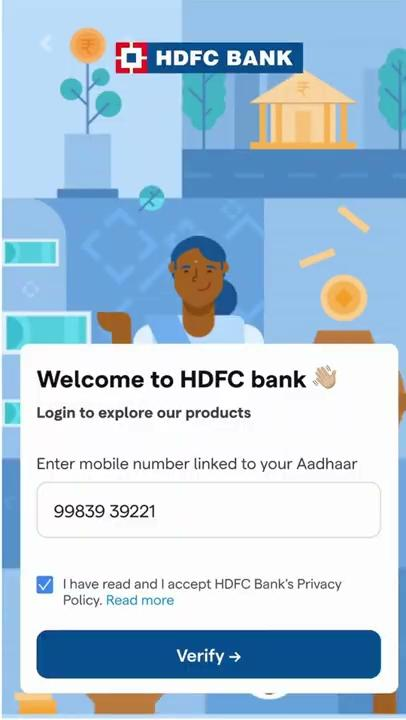 HDFC BANK
Welcome to HDFC bank 👋🏼
Login to explore our products
Enter mobile number linked to your Aadhaar
99839 39221
I have read and I accept HDFC Bank's Privacy
Policy. Read more
Verify →